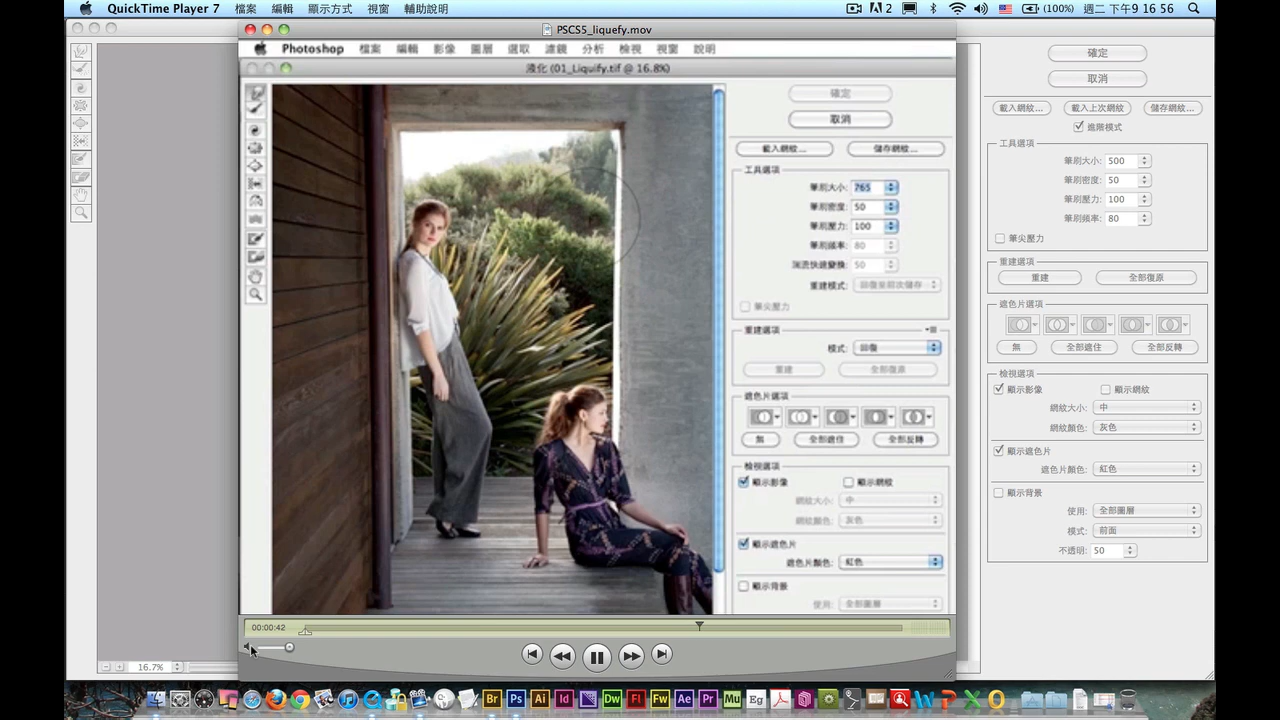 QuickTime Player 7 檔案 編輯 顯示方式 視窗 輔助說明 2 (100%) 週二 下午9 16 56
PSCS5_liquefy.mov
Photoshop 檔案 編輯 影像 圖層 選取 濾鏡 分析 檢視 視窗 說明
液化 (01_Liquify.tif @ 16.8%)
確定
取消
載入網紋... 儲存網紋...
工具選項
筆刷大小: 765
筆刷密度: 50
筆刷壓力: 100
筆刷頻率: 80
湍流快速變換: 50
重建模式: 回復至前次儲存
筆尖壓力
重建選項
模式: 回復
重建 全部復原
遮色片選項
無 全部遮住 全部反轉
檢視選項
顯示影像 顯示網紋
網紋大小: 中
網紋顏色: 灰色
顯示遮色片
遮色片顏色: 紅色
顯示背景
使用: 全部圖層
00:00:42
16.7%
確定
取消
載入網紋... 載入上次網紋 儲存網紋...
進階模式
工具選項
筆刷大小: 500
筆刷密度: 50
筆刷壓力: 100
筆刷頻率: 80
筆尖壓力
重建選項
重建 全部復原
遮色片選項
無 全部遮住 全部反轉
檢視選項
顯示影像 顯示網紋
網紋大小: 中
網紋顏色: 灰色
顯示遮色片
遮色片顏色: 紅色
顯示背景
使用: 全部圖層
模式: 前面
不透明: 50
Br Ps Ai Id Dw Fl Fw Ae Pr Mu Eg